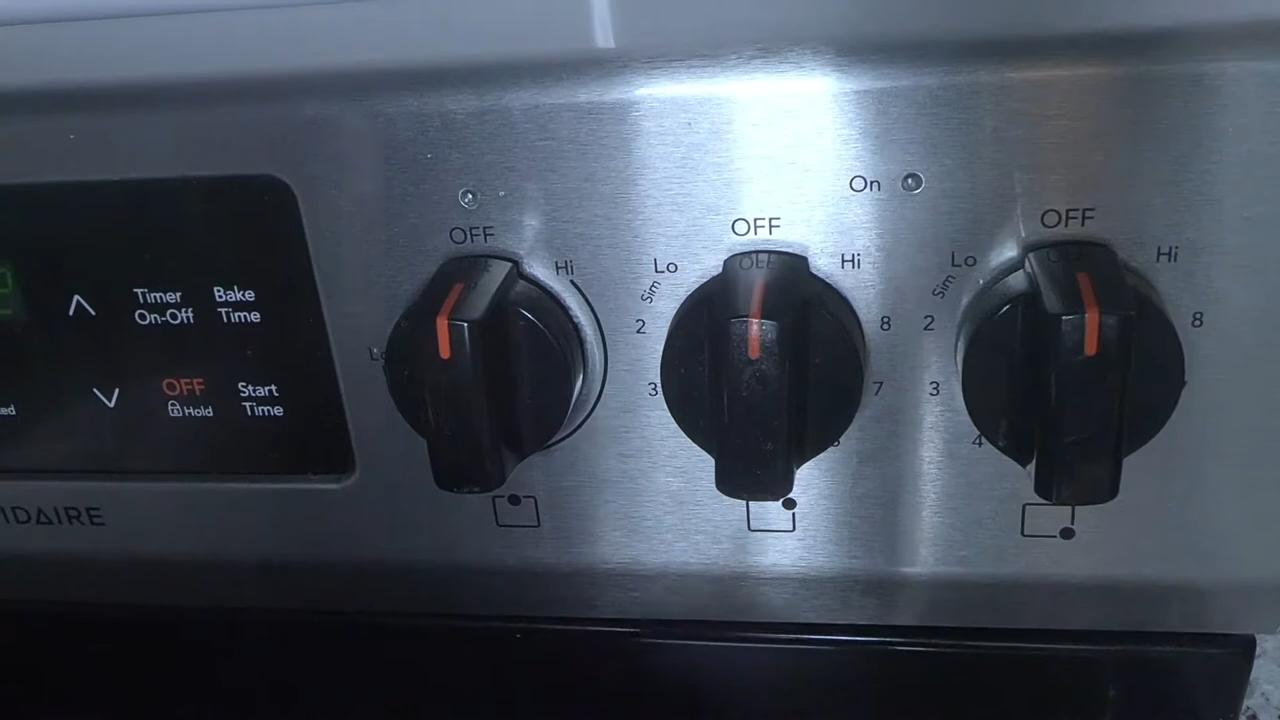 On
OFF
OFF
OFF
Hi
Lo
Hi
Lo
Hi
Sim
Sim
Timer
On-Off
Bake
Time
2
8
2
8
3
7
3
4
OFF
Hold
Start
Time